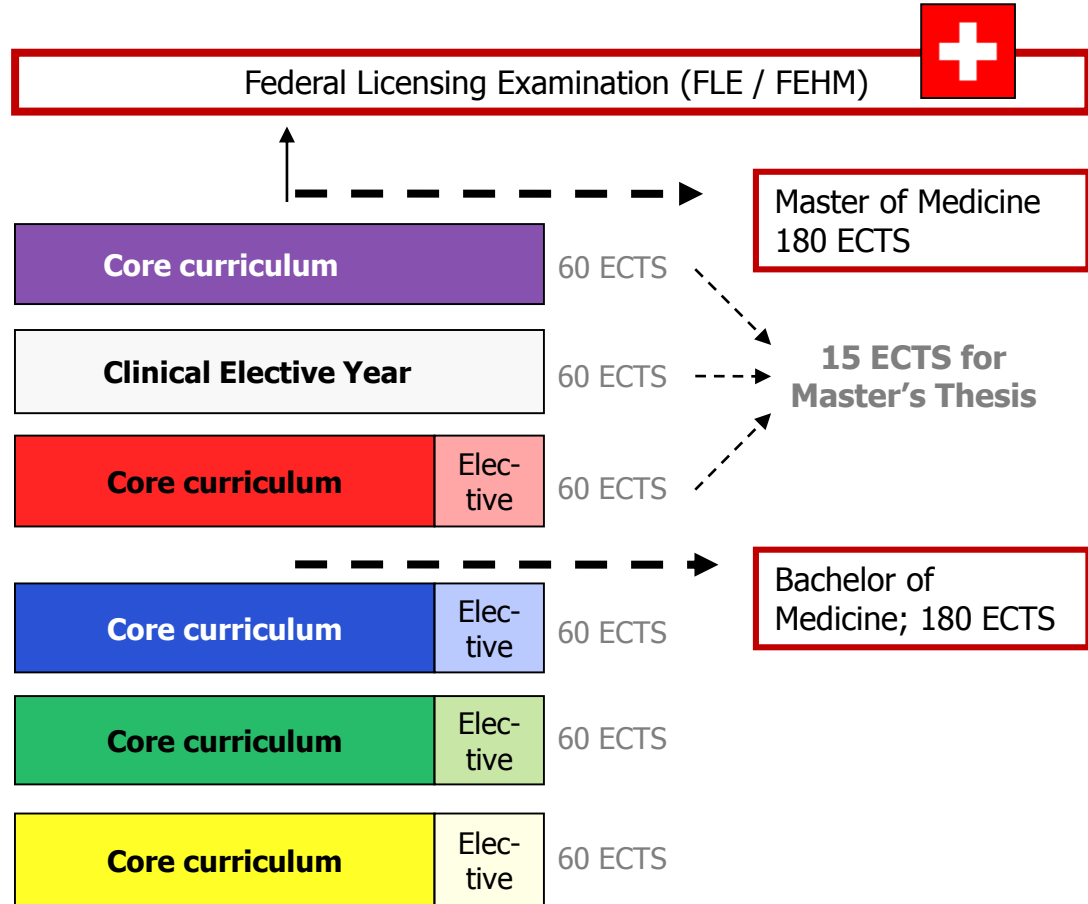 Federal Licensing Examination (FLE / FEHM)
Master of Medicine
180 ECTS
Core curriculum
60 ECTS
Clinical Elective Year
60 ECTS
15 ECTS for
Master’s Thesis
Core curriculum
Elec-
tive
60 ECTS
Bachelor of
Medicine; 180 ECTS
Core curriculum
Elec-
tive
60 ECTS
Core curriculum
Elec-
tive
60 ECTS
Core curriculum
Elec-
tive
60 ECTS